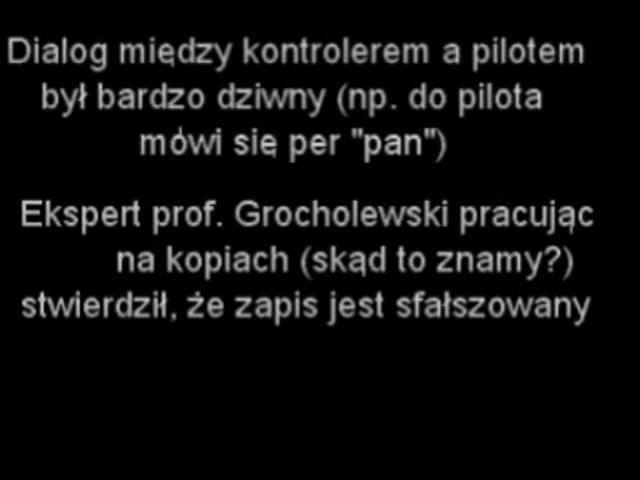 Dialog między kontrolerem a pilotem
był bardzo dziwny (np. do pilota
mówi się per "pan")
Ekspert prof. Grocholewski pracując
na kopiach (skąd to znamy?)
stwierdził, że zapis jest sfałszowany